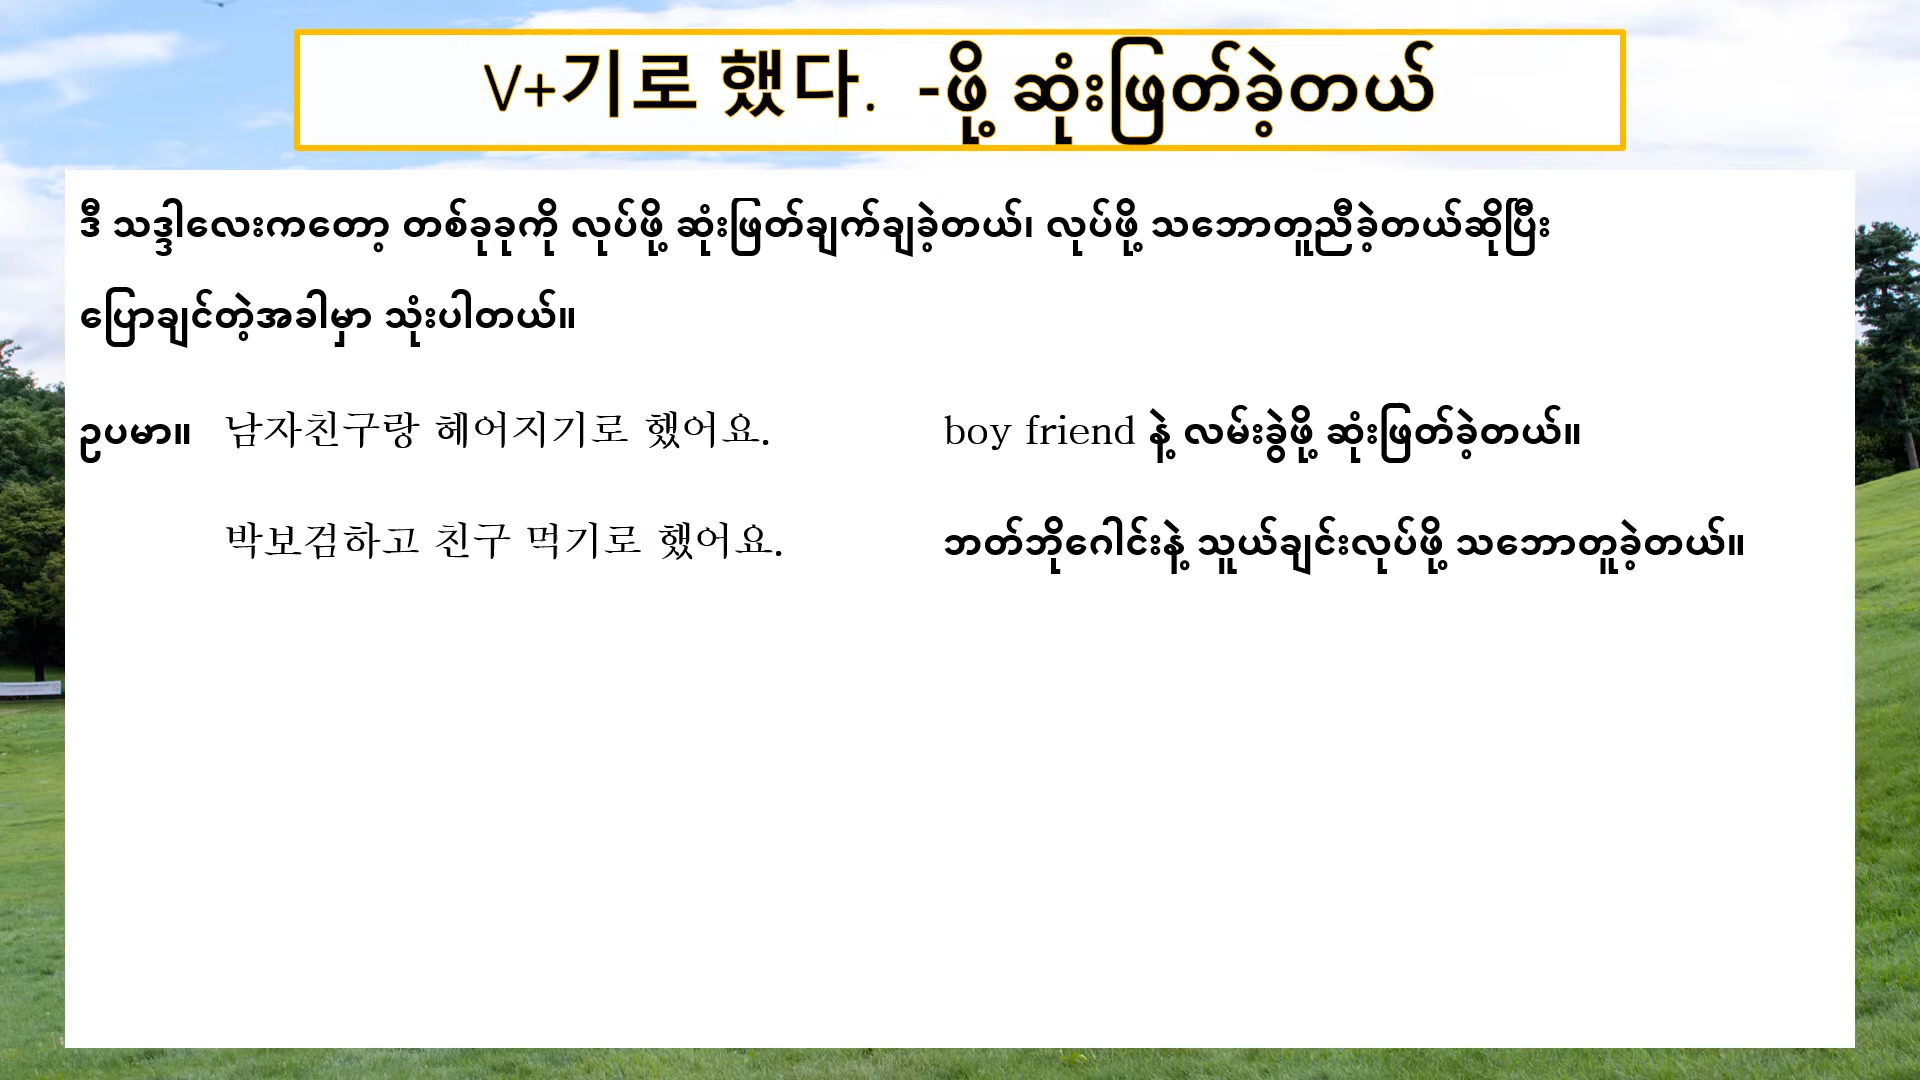 V+기로 했다. -ဖို့ ဆုံးဖြတ်ခဲ့တယ်
ဒီ သဒ္ဒါလေးကတော့ တစ်ခုခုကို လုပ်ဖို့ ဆုံးဖြတ်ချက်ချခဲ့တယ်၊ လုပ်ဖို့ သဘောတူညီခဲ့တယ်ဆိုပြီး
ပြောချင်တဲ့အခါမှာ သုံးပါတယ်။
ဥပမာ။ 남자친구랑 헤어지기로 했어요. boy friend နဲ့ လမ်းခွဲဖို့ ဆုံးဖြတ်ခဲ့တယ်။
박보검하고 친구 먹기로 했어요. ဘတ်ဘိုဂေါင်းနဲ့ သူယ်ချင်းလုပ်ဖို့ သဘောတူခဲ့တယ်။